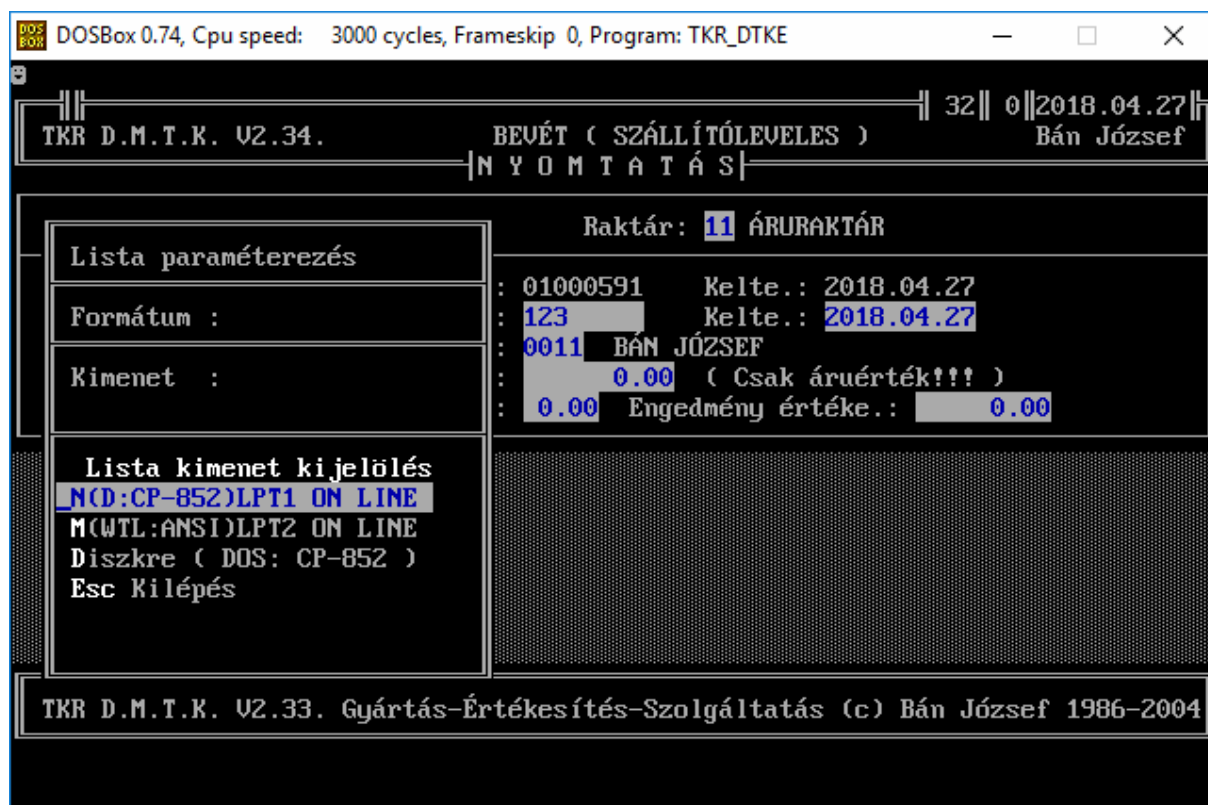 DOSBox 0.74, Cpu speed: 3000 cycles, Frameskip 0, Program: TKR_DTKE
32 0 2018.04.27
TKR D.M.T.K. V2.34. BEVÉT ( SZÁLLÍTÓLEVELES ) Bán József
N Y O M T A T Á S
Raktár: 11 ÁRURAKTÁR
Lista paraméterezés
: 01000591 Kelte.: 2018.04.27
Formátum : : 123 Kelte.: 2018.04.27
: 0011 BÁN JÓZSEF
Kimenet : : 0.00 ( Csak áruérték!!! )
: 0.00 Engedmény értéke.: 0.00
Lista kimenet kijelölés
_N(D:CP-852)LPT1 ON LINE
M(WTL:ANSI)LPT2 ON LINE
Diszkre ( DOS: CP-852 )
Esc Kilépés
TKR D.M.T.K. V2.33. Gyártás-Értékesítés-Szolgáltatás (c) Bán József 1986-2004